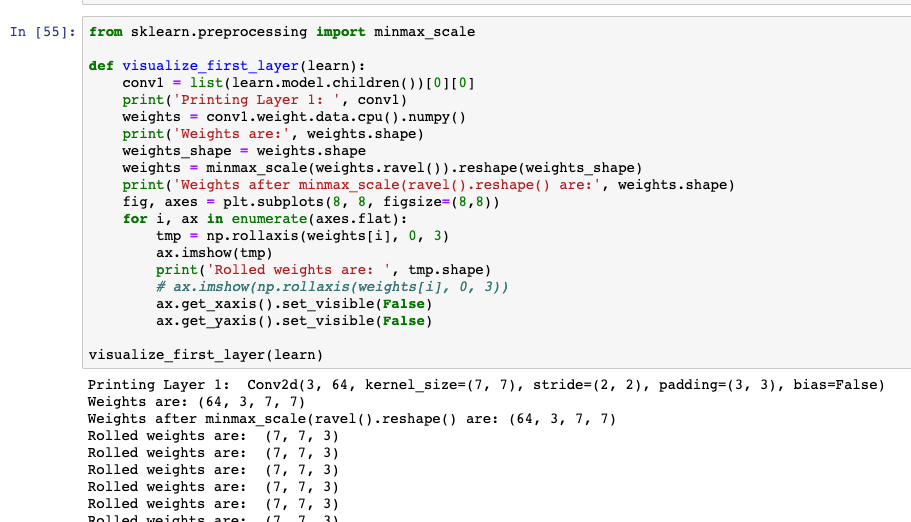 In [55]: from sklearn.preprocessing import minmax_scale
def visualize_first_layer(learn):
    conv1 = list(learn.model.children())[0][0]
    print('Printing Layer 1: ', conv1)
    weights = conv1.weight.data.cpu().numpy()
    print('Weights are:', weights.shape)
    weights_shape = weights.shape
    weights = minmax_scale(weights.ravel()).reshape(weights_shape)
    print('Weights after minmax_scale(ravel().reshape() are:', weights.shape)
    fig, axes = plt.subplots(8, 8, figsize=(8,8))
    for i, ax in enumerate(axes.flat):
        tmp = np.rollaxis(weights[i], 0, 3)
        ax.imshow(tmp)
        print('Rolled weights are: ', tmp.shape)
        # ax.imshow(np.rollaxis(weights[i], 0, 3))
        ax.get_xaxis().set_visible(False)
        ax.get_yaxis().set_visible(False)
visualize_first_layer(learn)
Printing Layer 1:  Conv2d(3, 64, kernel_size=(7, 7), stride=(2, 2), padding=(3, 3), bias=False)
Weights are: (64, 3, 7, 7)
Weights after minmax_scale(ravel().reshape() are: (64, 3, 7, 7)
Rolled weights are:  (7, 7, 3)
Rolled weights are:  (7, 7, 3)
Rolled weights are:  (7, 7, 3)
Rolled weights are:  (7, 7, 3)
Rolled weights are:  (7, 7, 3)
Rolled weights are:  (7, 7, 3)